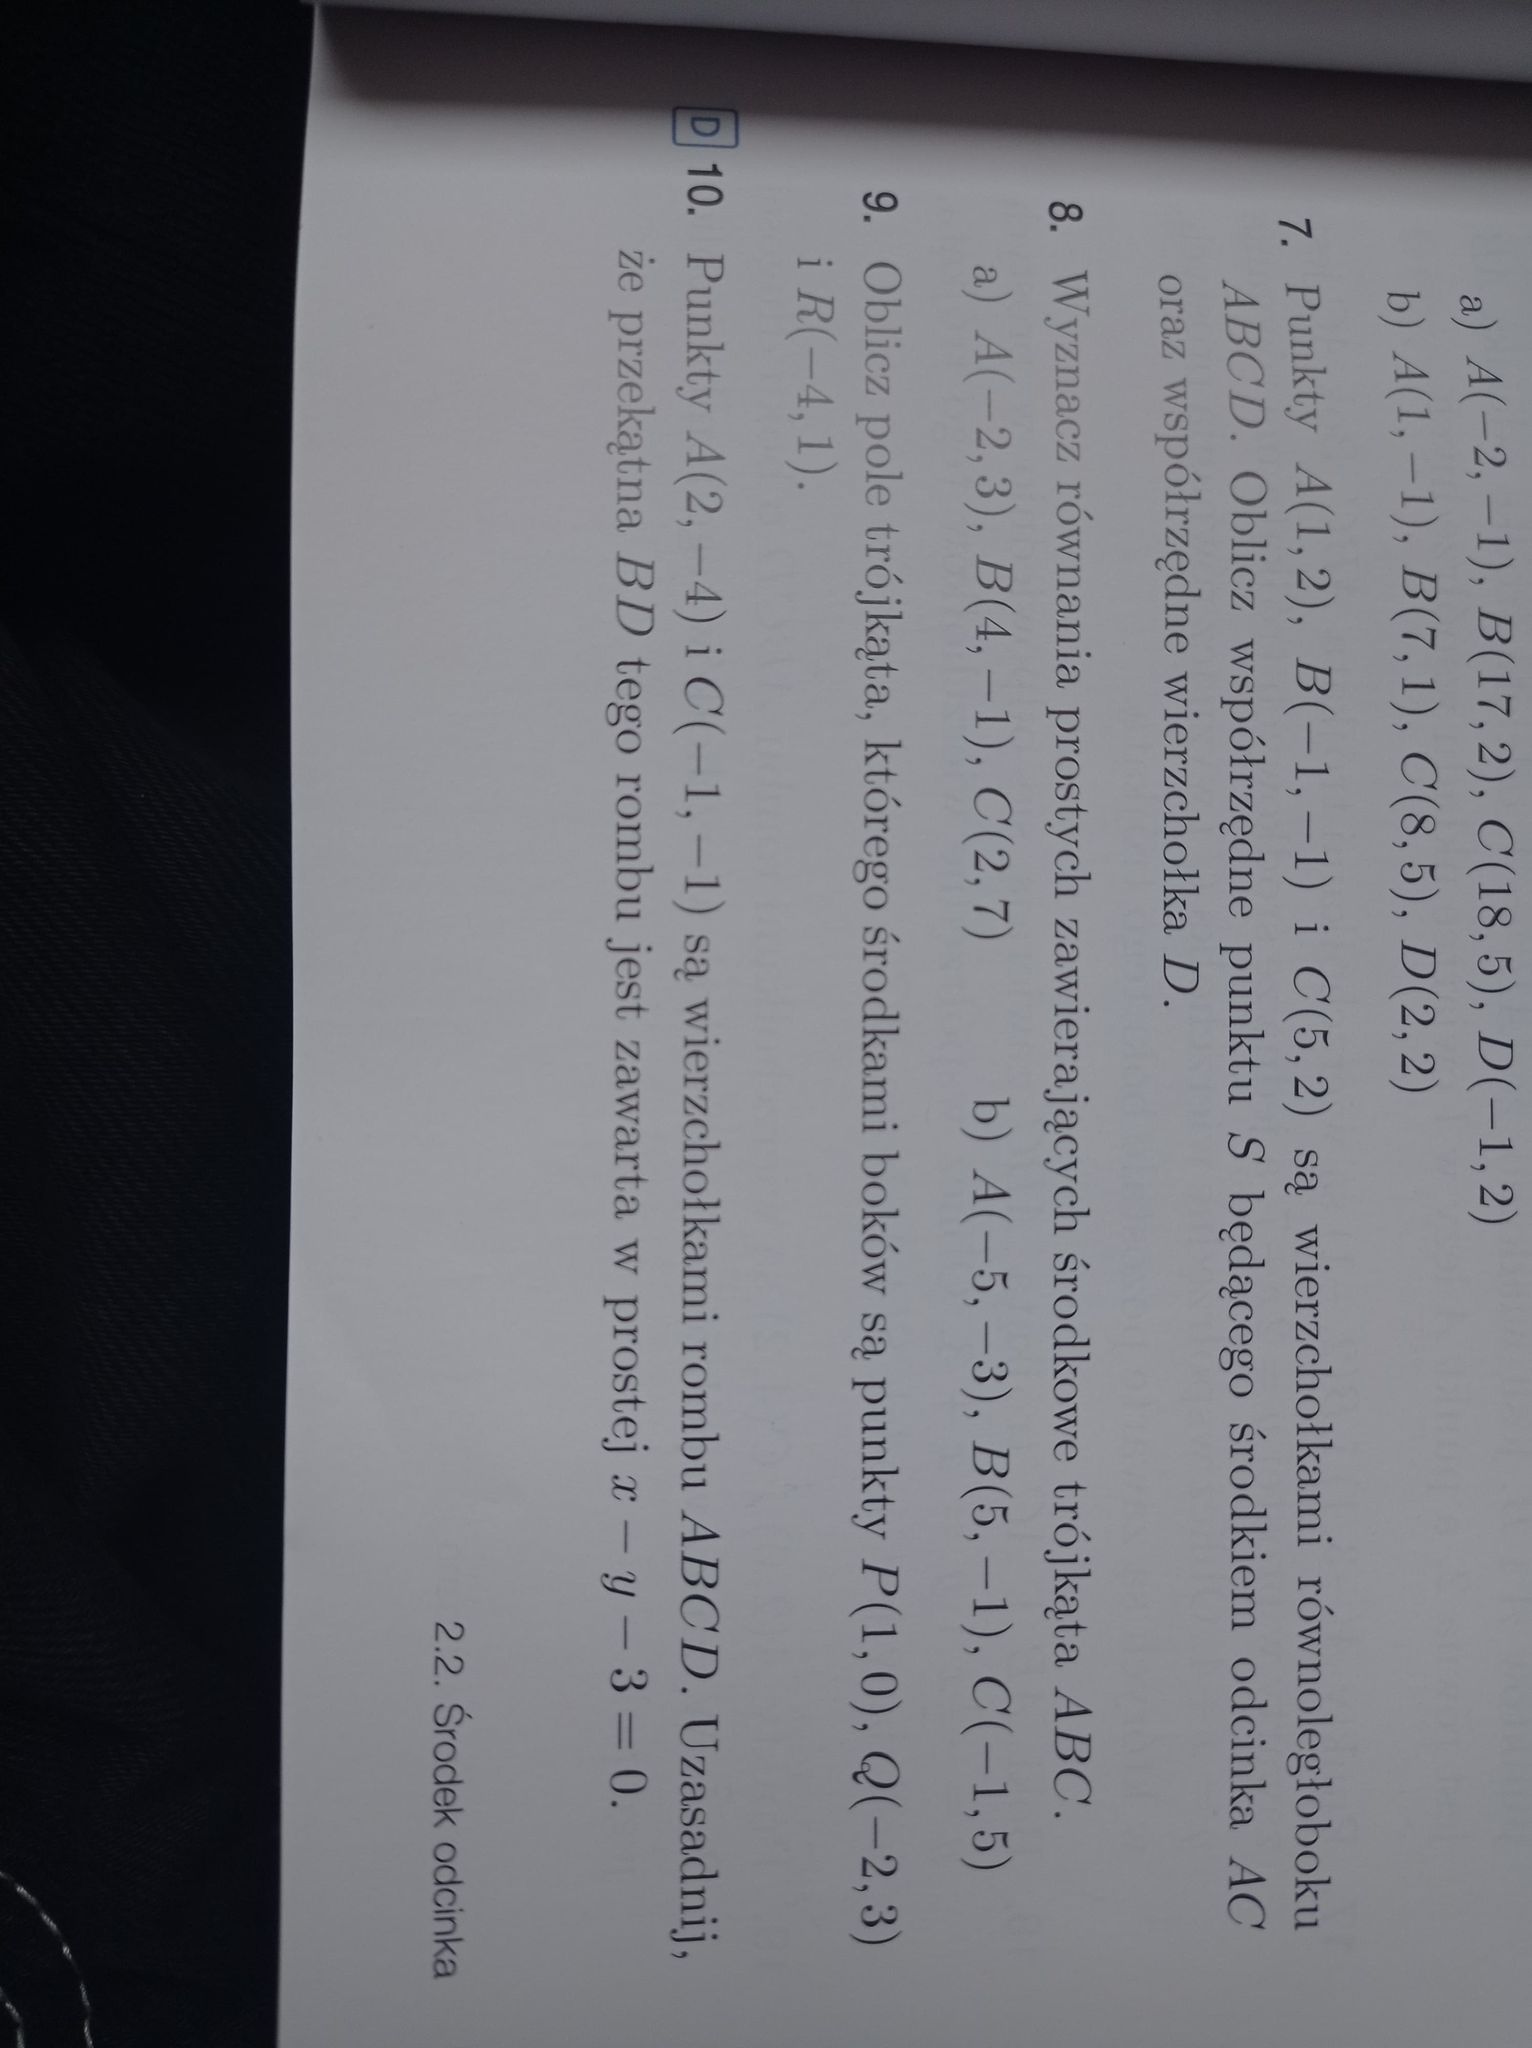 a) A(−2, −1), B(17, 2), C(18, 5), D(−1, 2)
b) A(1, −1), B(7, 1), C(8, 5), D(2, 2)
7. Punkty A(1, 2), B(−1, −1) i C(5, 2) są wierzchołkami równoległoboku
ABCD. Oblicz współrzędne punktu S będącego środkiem odcinka AC
oraz współrzędne wierzchołka D.
8. Wyznacz równania prostych zawierających środkowe trójkąta ABC.
a) A(−2, 3), B(4, −1), C(2, 7) b) A(−5, −3), B(5, −1), C(−1, 5)
9. Oblicz pole trójkąta, którego środkami boków są punkty P(1, 0), Q(−2, 3)
i R(−4, 1).
D 10. Punkty A(2, −4) i C(−1, −1) są wierzchołkami rombu ABCD. Uzasadnij,
że przekątna BD tego rombu jest zawarta w prostej x − y − 3 = 0.
2.2. Środek odcinka